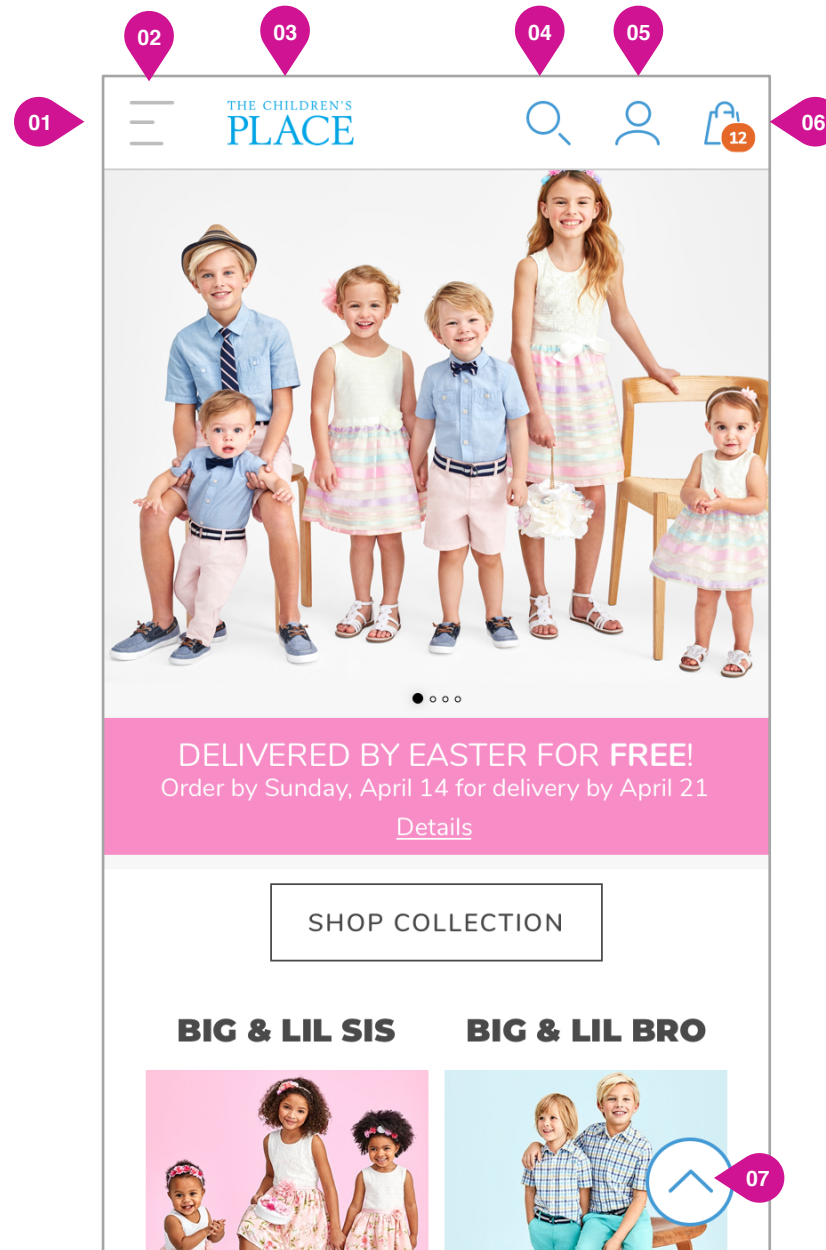 02
03
04
05
01
THE CHILDREN'S
PLACE
12
06
DELIVERED BY EASTER FOR FREE!
Order by Sunday, April 14 for delivery by April 21
Details
SHOP COLLECTION
BIG & LIL SIS
BIG & LIL BRO
07